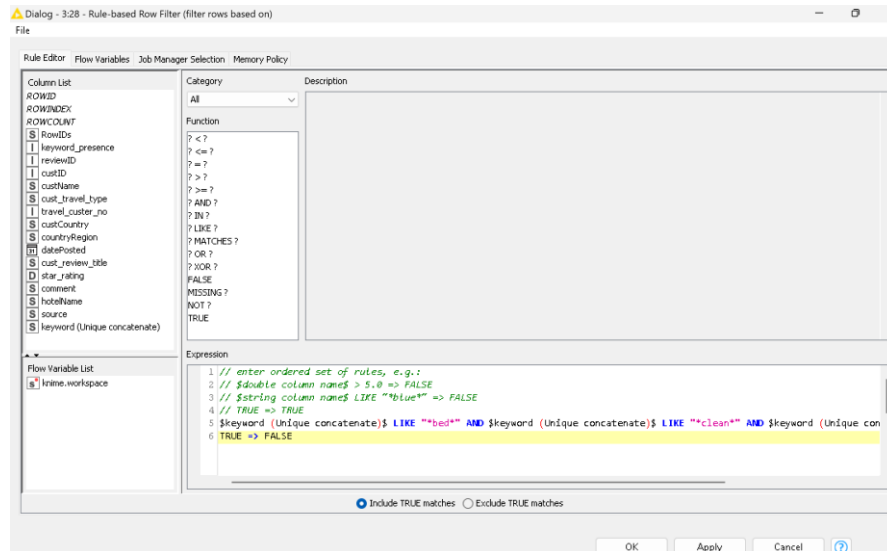 Dialog - 3:28 - Rule-based Row Filter (filter rows based on)
File
Rule Editor Flow Variables Job Manager Selection Memory Policy
Column List
ROWID
ROWINDEX
ROWCOUNT
S RowIDs
I keyword_presence
I reviewID
I custID
S custName
S cust_travel_type
I travel_custer_no
S custCountry
S countryRegion
31 datePosted
S cust_review_title
D star_rating
S comment
S hotelName
S source
S keyword (Unique concatenate)
Flow Variable List
s knime.workspace
Category
All
Function
? < ?
? <= ?
? = ?
? > ?
? >= ?
? AND ?
? IN ?
? LIKE ?
? MATCHES ?
? OR ?
? XOR ?
FALSE
MISSING ?
NOT ?
TRUE
Description
Expression
1 // enter ordered set of rules, e.g.:
2 // $double column name$ > 5.0 => FALSE
3 // $string column name$ LIKE "*blue*" => FALSE
4 // TRUE => TRUE
5 $keyword (Unique concatenate)$ LIKE "*bed*" AND $keyword (Unique concatenate)$ LIKE "*clean*" AND $keyword (Unique con
6 TRUE => FALSE
Include TRUE matches Exclude TRUE matches
OK Apply Cancel ?